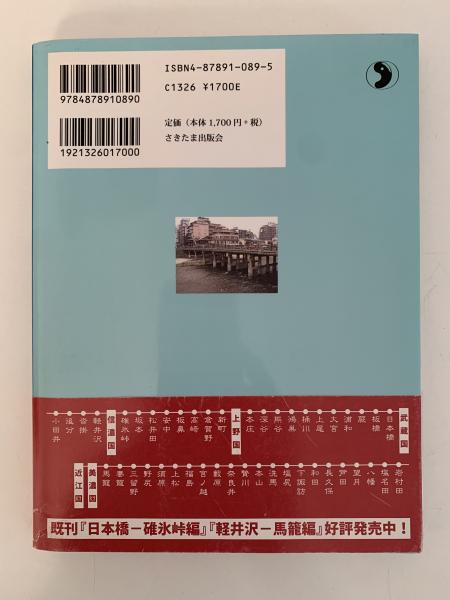 ISBN4-87891-089-5
C1326 ¥1700E
9784878910890
定価（本体1,700円+税）
さきたま出版会
1921326017000
武蔵国
日本橋
板橋
蕨
浦和
大宮
上尾
桶川
鴻巣
熊谷
深谷
本庄
上野国
新町
倉賀野
高崎
板鼻
安中
松井田
坂本
碓氷峠
信濃国
軽井沢
沓掛
追分
小田井
岩村田
塩名田
八幡
望月
芦田
長久保
和田
下諏訪
塩尻
洗馬
本山
贄川
奈良井
藪原
宮ノ越
福島
上松
須原
野尻
三留野
妻籠
馬籠
美濃国
近江国
既刊『日本橋－碓氷峠編』『軽井沢－馬籠編』好評発売中！